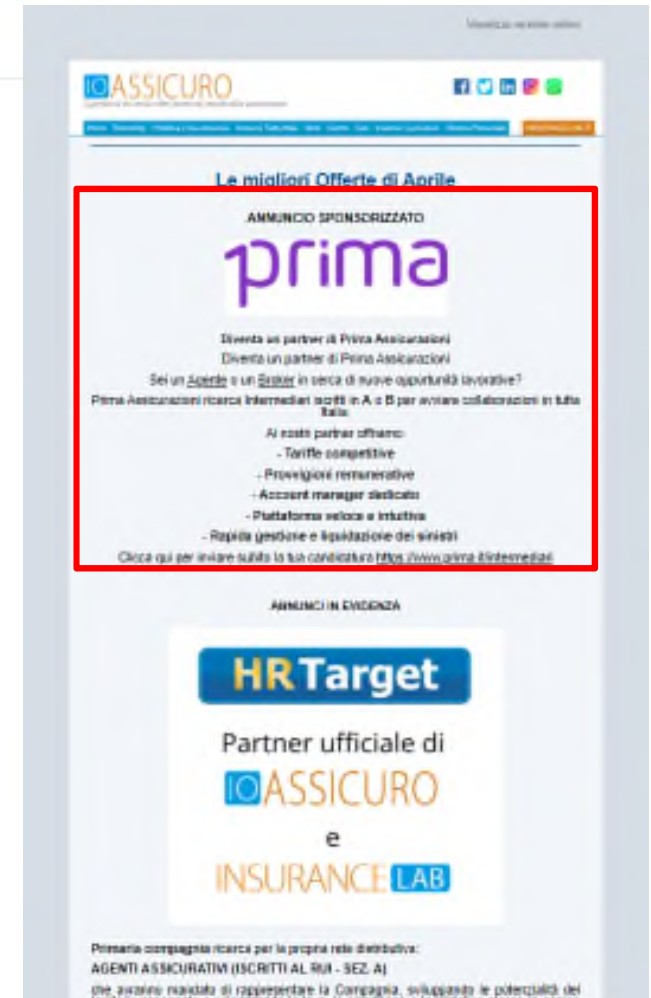 Visualizza versione online
IOASSICURO
Le migliori Offerte di Aprile
ANNUNCIO SPONSORIZZATO
prima
Diventa un partner di Prima Assicurazioni
Diventa un partner di Prima Assicurazioni
Sei un Agente o un Broker in cerca di nuove opportunità lavorative?
Prima Assicurazioni ricerca Intermediari iscritti in A o B per avviare collaborazioni in tutta
Italia
Ai nostri partner offriamo:
- Tariffe competitive
- Provvigioni remunerative
- Account manager dedicato
- Piattaforma veloce e intuitiva
- Rapida gestione e liquidazione dei sinistri
Clicca qui per inviare subito la tua candidatura https://www.prima.it/intermediari
ANNUNCI IN EVIDENZA
HR Target
Partner ufficiale di
IOASSICURO
e
INSURANCE LAB
Primaria compagnia ricerca per la propria rete distributiva:
AGENTI ASSICURATIVI (ISCRITTI AL RUI - SEZ. A)
che avranno mandato di rappresentare la Compagnia, sviluppando le potenzialità del